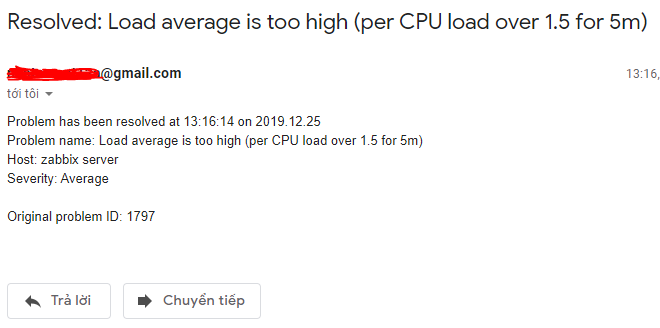 Resolved: Load average is too high (per CPU load over 1.5 for 5m)
@gmail.com 13:16,
tới tôi
Problem has been resolved at 13:16:14 on 2019.12.25
Problem name: Load average is too high (per CPU load over 1.5 for 5m)
Host: zabbix server
Severity: Average
Original problem ID: 1797
Trả lời Chuyển tiếp